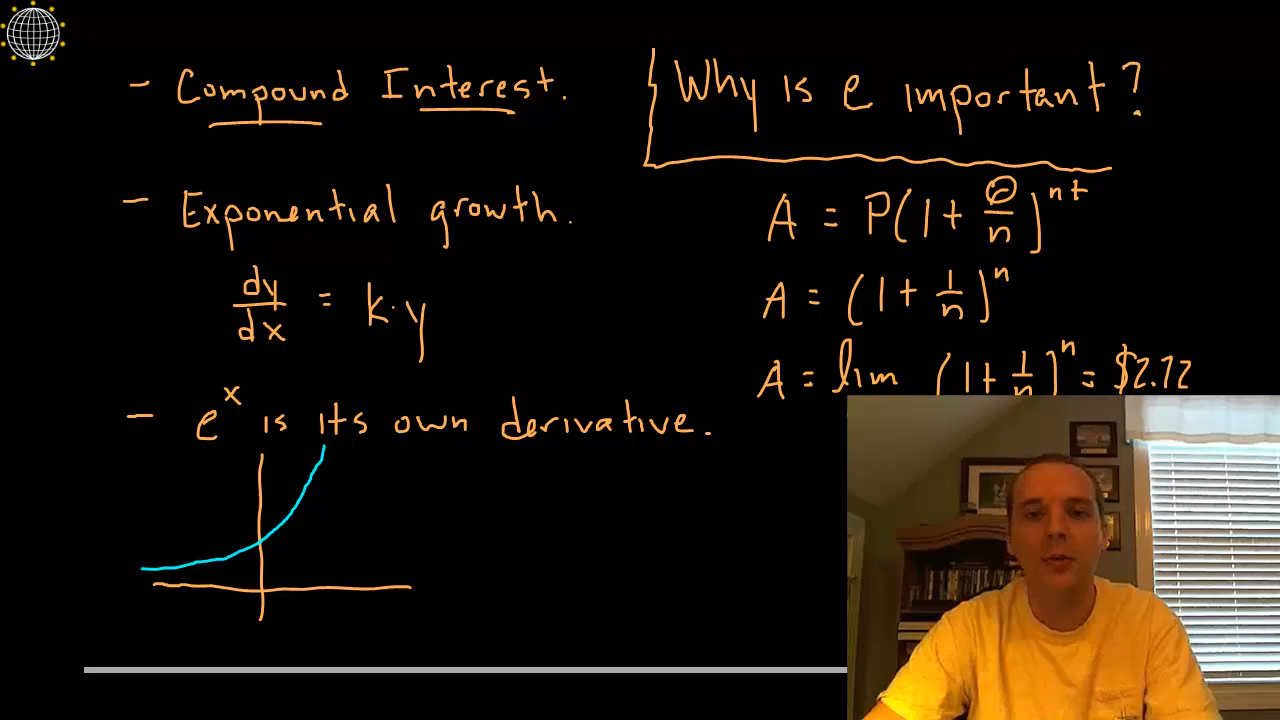 - Compound Interest.
- Exponential growth.
dy/dx = k·y
- e^x is its own derivative.
Why is e important?
A = P(1 + r/n)^nt
A = (1 + 1/n)^n
A = lim (1 + 1/n)^n = $2.72